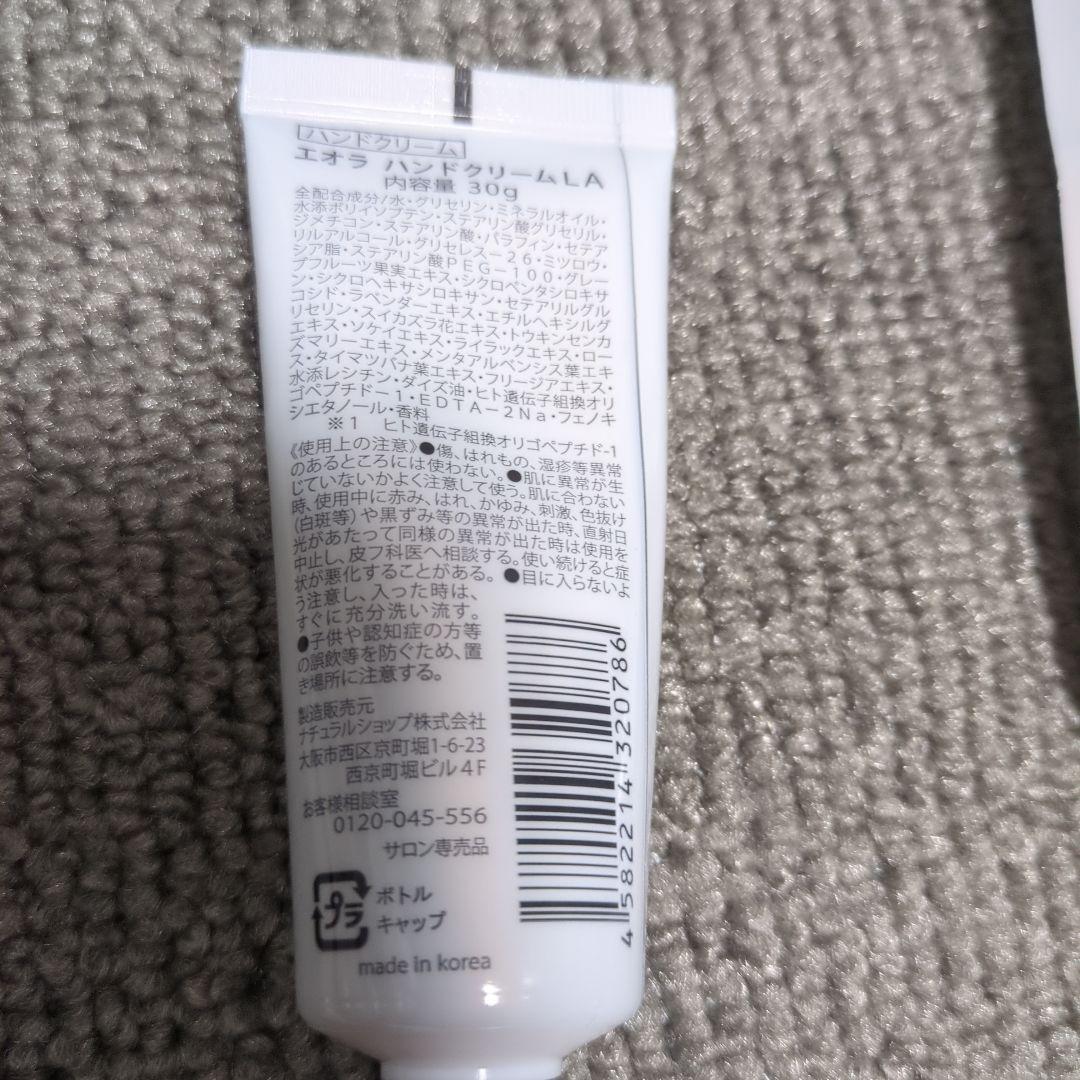 ハンドクリーム
エオラ ハンドクリームLA
内容量 30g
全配合成分/水・グリセリン・ミネラルオイル・
水添ポリイソブテン・ステアリン酸グリセリル・
ジメチコン・ステアリン酸・パラフィン・セテア
リルアルコール・グリセレス-26・ミツロウ・
シア脂・ステアリン酸PEG-100・グレー
プフルーツ果実エキス・シクロペンタシロキサ
ン・シクロヘキサシロキサン・セテアリルグル
コシド・ラベンダーエキス・エチルヘキシルグ
リセリン・スイカズラ花エキス・トウキンセンカ
エキス・ソケイエキス・ライラックエキス・ロー
ズマリーエキス・メンタアルベンシス葉エキ
ス・タイマツバナ葉エキス・フリージアエキス・
水添レシチン・ダイズ油・ヒト遺伝子組換オリ
ゴペプチド-1・EDTA-2Na・フェノキ
シエタノール・香料
※1 ヒト遺伝子組換オリゴペプチド-1
《使用上の注意》●傷、はれもの、湿疹等異常
のあるところには使わない。●肌に異常が生
じていないかよく注意して使う。肌に合わない
時、使用中に赤み、はれ、かゆみ、刺激、色抜け
(白斑等)や黒ずみ等の異常が出た時、直射日
光があたって同様の異常が出た時は使用を
中止し、皮フ科医へ相談する。使い続けると症
状が悪化することがある。●目に入らないよ
う注意し、入った時は、
すぐに充分洗い流す。
●子供や認知症の方等
の誤飲等を防ぐため、置
き場所に注意する。
製造販売元
ナチュラルショップ株式会社
大阪市西区京町堀1-6-23
西京町堀ビル4F
お客様相談室
0120-045-556
サロン専売品
プラ
ボトル
キャップ
made in korea
4582214320786